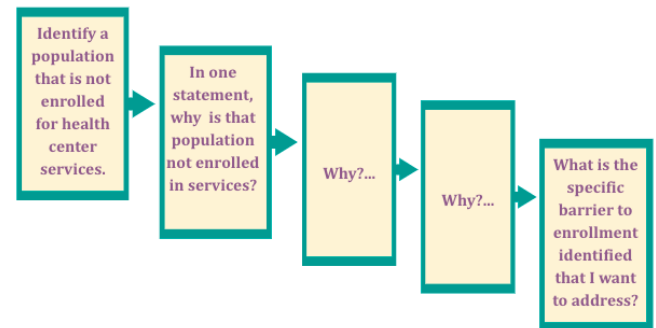 Identify a
population
that is not
enrolled
for health
center
services.
In one
statement,
why is that
population
not enrolled
in services?
Why?...
Why?...
What is the
specific
barrier to
enrollment
identified
that I want
to address?